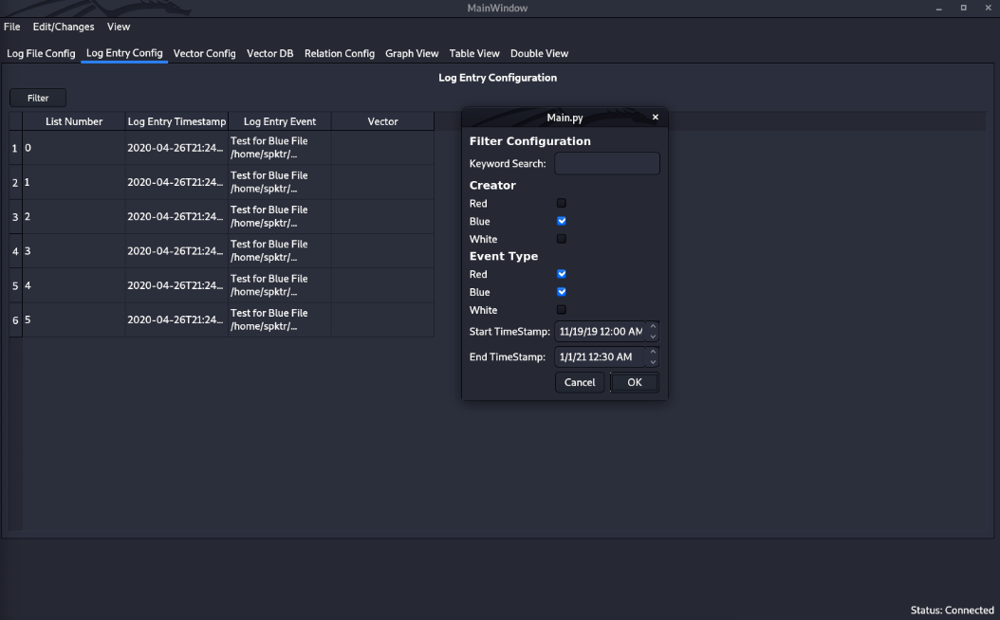 MainWindow
File Edit/Changes View
Log File Config Log Entry Config Vector Config Vector DB Relation Config Graph View Table View Double View
Log Entry Configuration
Filter
List Number Log Entry Timestamp Log Entry Event Vector
1 0 2020-04-26T21:24... Test for Blue File
/home/spktr/...
2 1 2020-04-26T21:24... Test for Blue File
/home/spktr/...
3 2 2020-04-26T21:24... Test for Blue File
/home/spktr/...
4 3 2020-04-26T21:24... Test for Blue File
/home/spktr/...
5 4 2020-04-26T21:24... Test for Blue File
/home/spktr/...
6 5 2020-04-26T21:24... Test for Blue File
/home/spktr/...
Main.py
Filter Configuration
Keyword Search:
Creator
Red
Blue
White
Event Type
Red
Blue
White
Start TimeStamp: 11/19/19 12:00 AM
End TimeStamp: 1/1/21 12:30 AM
Cancel OK
Status: Connected